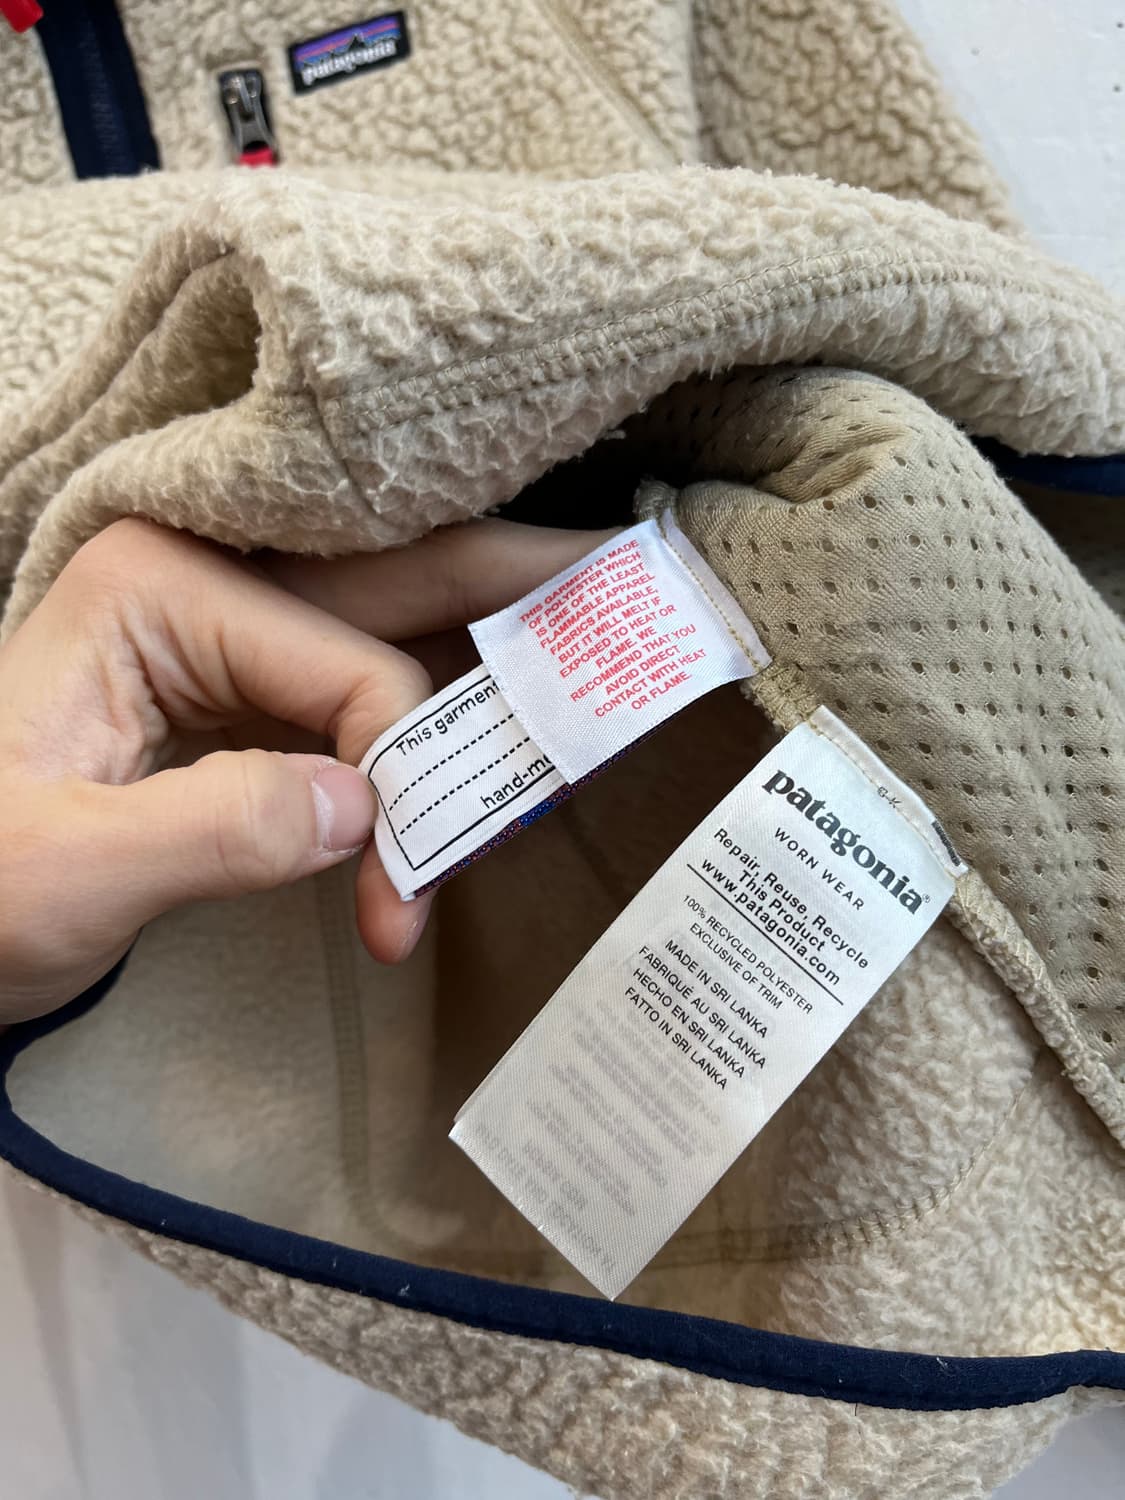 patagonia
THIS GARMENT IS MADE
OF POLYESTER WHICH
IS ONE OF THE LEAST
FLAMMABLE APPAREL
FABRICS AVAILABLE,
BUT IT WILL MELT IF
EXPOSED TO HEAT OR
FLAME. WE
RECOMMEND THAT YOU
AVOID DIRECT
CONTACT WITH HEAT
OR FLAME.
This garment
hand-m
patagonia®
WORN WEAR
Repair, Reuse, Recycle
This Product
www.patagonia.com
100% RECYCLED POLYESTER
EXCLUSIVE OF TRIM
MADE IN SRI LANKA
FABRIQUÉ AU SRI LANKA
HECHO EN SRI LANKA
FATTO IN SRI LANKA